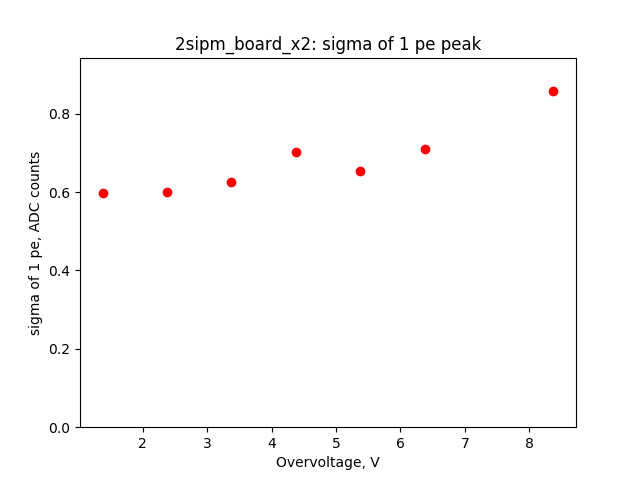 2sipm_board_x2: sigma of 1 pe peak
sigma of 1 pe, ADC counts
0.8
0.6
0.4
0.2
0.0
2 3 4 5 6 7 8
Overvoltage, V